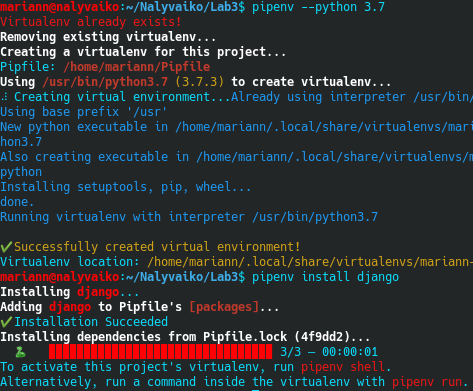 mariann@nalyvaiko:~/Nalyvaiko/Lab3$ pipenv --python 3.7
Virtualenv already exists!
Removing existing virtualenv...
Creating a virtualenv for this project...
Pipfile: /home/mariann/Pipfile
Using /usr/bin/python3.7 (3.7.3) to create virtualenv...
Creating virtual environment...Already using interpreter /usr/bin/
Using base prefix '/usr'
New python executable in /home/mariann/.local/share/virtualenvs/mari
hon3.7
Also creating executable in /home/mariann/.local/share/virtualenvs/m
python
Installing setuptools, pip, wheel...
done.
Running virtualenv with interpreter /usr/bin/python3.7
✔Successfully created virtual environment!
Virtualenv location: /home/mariann/.local/share/virtualenvs/mariann-
mariann@nalyvaiko:~/Nalyvaiko/Lab3$ pipenv install django
Installing django...
Adding django to Pipfile's [packages]...
✔Installation Succeeded
Installing dependencies from Pipfile.lock (4f9dd2)...
3/3 — 00:00:01
To activate this project's virtualenv, run pipenv shell.
Alternatively, run a command inside the virtualenv with pipenv run.